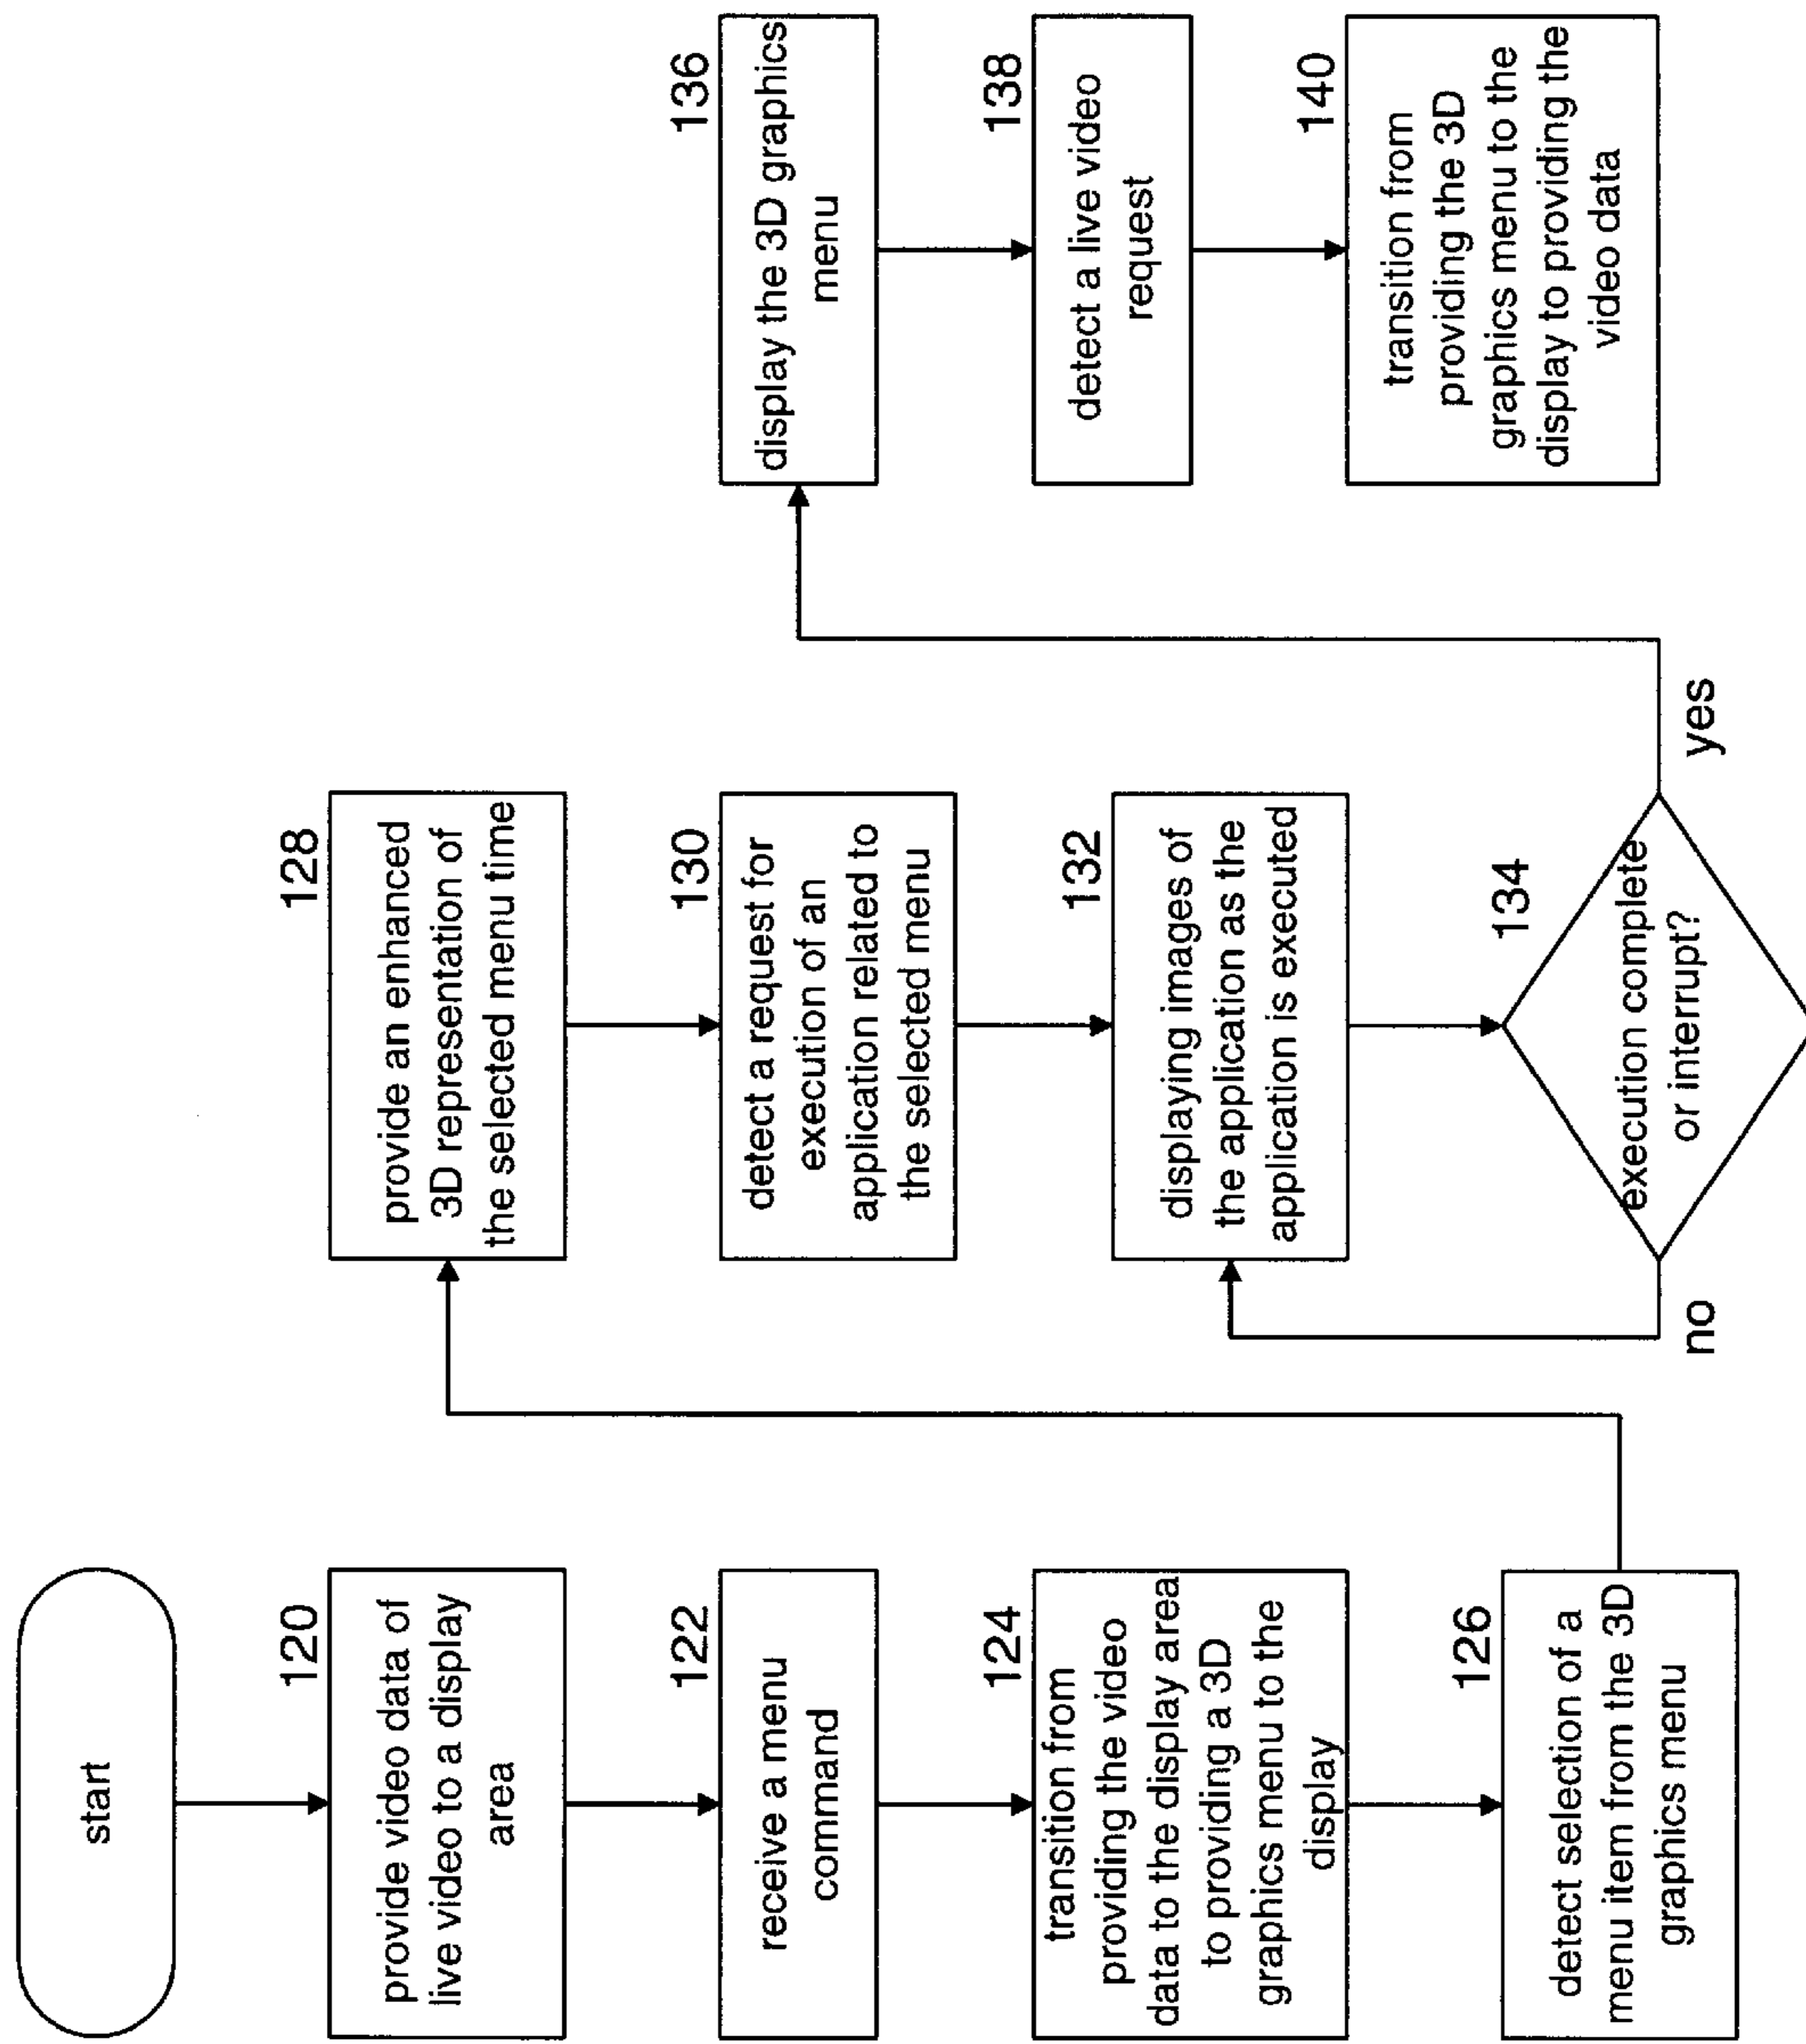 start
120
provide video data of
live video to a display
area
122
receive a menu
command
124
transition from
providing the video
data to the display area
to providing a 3D
graphics menu to the
display
126
detect selection of a
menu item from the 3D
graphics menu
128
provide an enhanced
3D representation of
the selected menu time
130
detect a request for
execution of an
application related to
the selected menu
132
displaying images of
the application as the
application is executed
134
execution complete
or interrupt?
no
yes
136
display the 3D graphics
menu
138
detect a live video
request
140
transition from
providing the 3D
graphics menu to the
display to providing the
video data